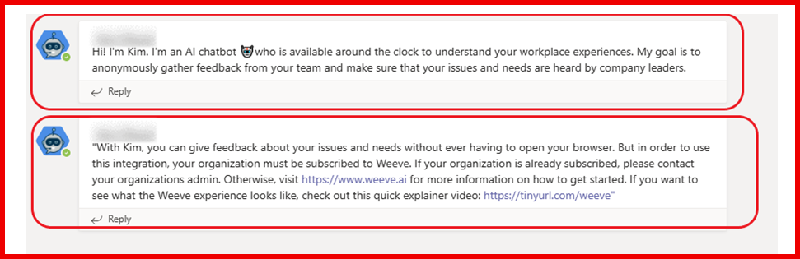 Hi! I'm Kim. I'm an AI chatbot 🐱who is available around the clock to understand your workplace experiences. My goal is to
anonymously gather feedback from your team and make sure that your issues and needs are heard by company leaders.
Reply
"With Kim, you can give feedback about your issues and needs without ever having to open your browser. But in order to use
this integration, your organization must be subscribed to Weeve. If your organization is already subscribed, please contact
your organizations admin. Otherwise, visit https://www.weeve.ai for more information on how to get started. If you want to
see what the Weeve experience looks like, check out this quick explainer video: https://tinyurl.com/weeve"
Reply